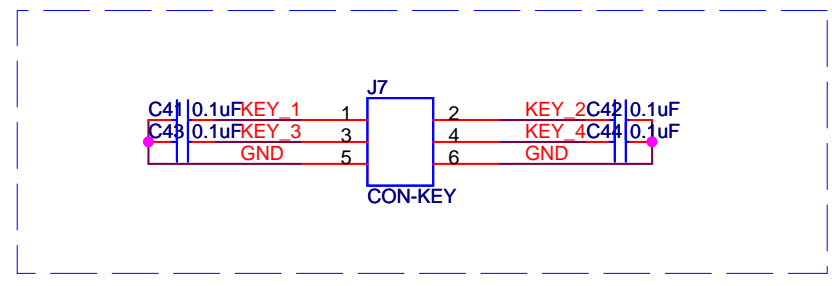 J7
C41 0.1uF KEY_1 1 2 KEY_2 C42 0.1uF
C43 0.1uF KEY_3 3 4 KEY_4 C44 0.1uF
GND 5 6 GND
CON-KEY